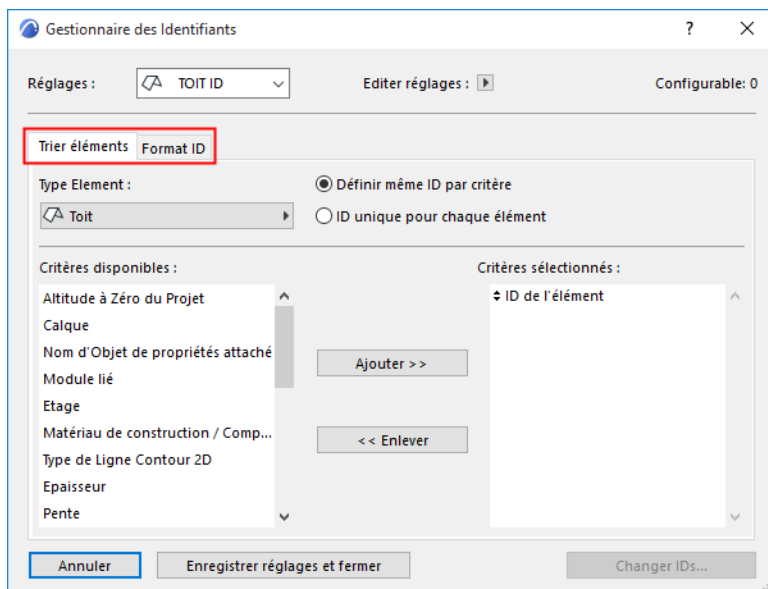 Gestionnaire des Identifiants
Réglages : TOIT ID Editer réglages : Configurable: 0
Trier éléments Format ID
Type Element : Définir même ID par critère
Toit ID unique pour chaque élément
Critères disponibles : Critères sélectionnés :
Altitude à Zéro du Projet
Calque
Nom d'Objet de propriétés attaché
Module lié
Etage
Matériau de construction / Comp...
Type de Ligne Contour 2D
Epaisseur
Pente
Ajouter >>
<< Enlever
ID de l'élément
Annuler Enregistrer réglages et fermer Changer IDs...